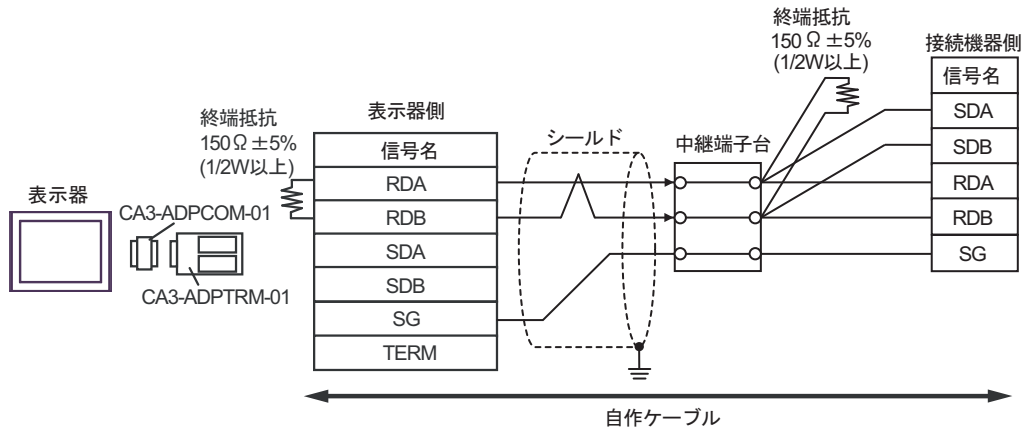 終端抵抗
150 Ω ±5%
(1/2W以上)
接続機器側
信号名
SDA
SDB
RDA
RDB
SG
中継端子台
シールド
表示器側
信号名
RDA
RDB
SDA
SDB
SG
TERM
終端抵抗
150Ω ±5%
(1/2W以上)
表示器
CA3-ADPCOM-01
CA3-ADPTRM-01
自作ケーブル